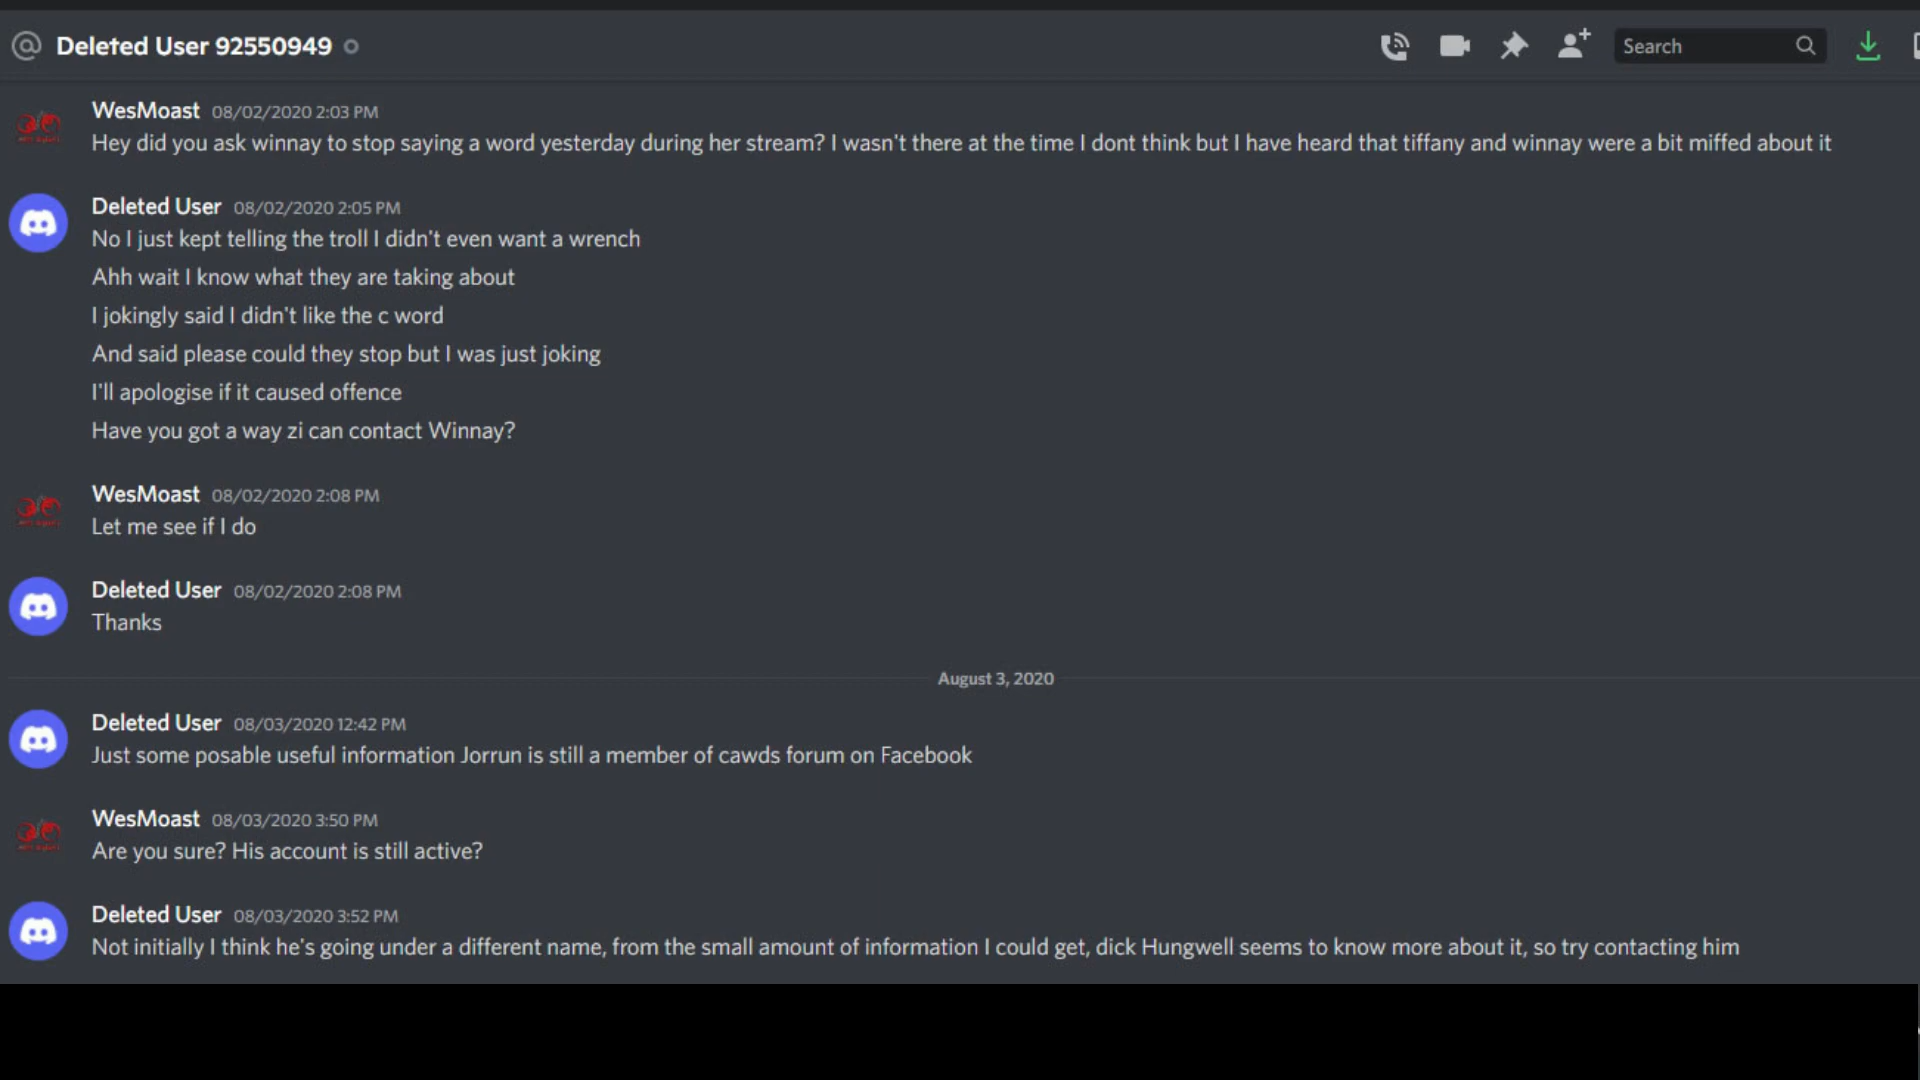 @ Deleted User 92550949
Search
WesMoast 08/02/2020 2:03 PM
Hey did you ask winnay to stop saying a word yesterday during her stream? I wasn't there at the time I dont think but I have heard that tiffany and winnay were a bit miffed about it
Deleted User 08/02/2020 2:05 PM
No I just kept telling the troll I didn't even want a wrench
Ahh wait I know what they are taking about
I jokingly said I didn't like the c word
And said please could they stop but I was just joking
I'll apologise if it caused offence
Have you got a way zi can contact Winnay?
WesMoast 08/02/2020 2:08 PM
Let me see if I do
Deleted User 08/02/2020 2:08 PM
Thanks
August 3, 2020
Deleted User 08/03/2020 12:42 PM
Just some posable useful information Jorrun is still a member of cawds forum on Facebook
WesMoast 08/03/2020 3:50 PM
Are you sure? His account is still active?
Deleted User 08/03/2020 3:52 PM
Not initially I think he's going under a different name, from the small amount of information I could get, dick Hungwell seems to know more about it, so try contacting him